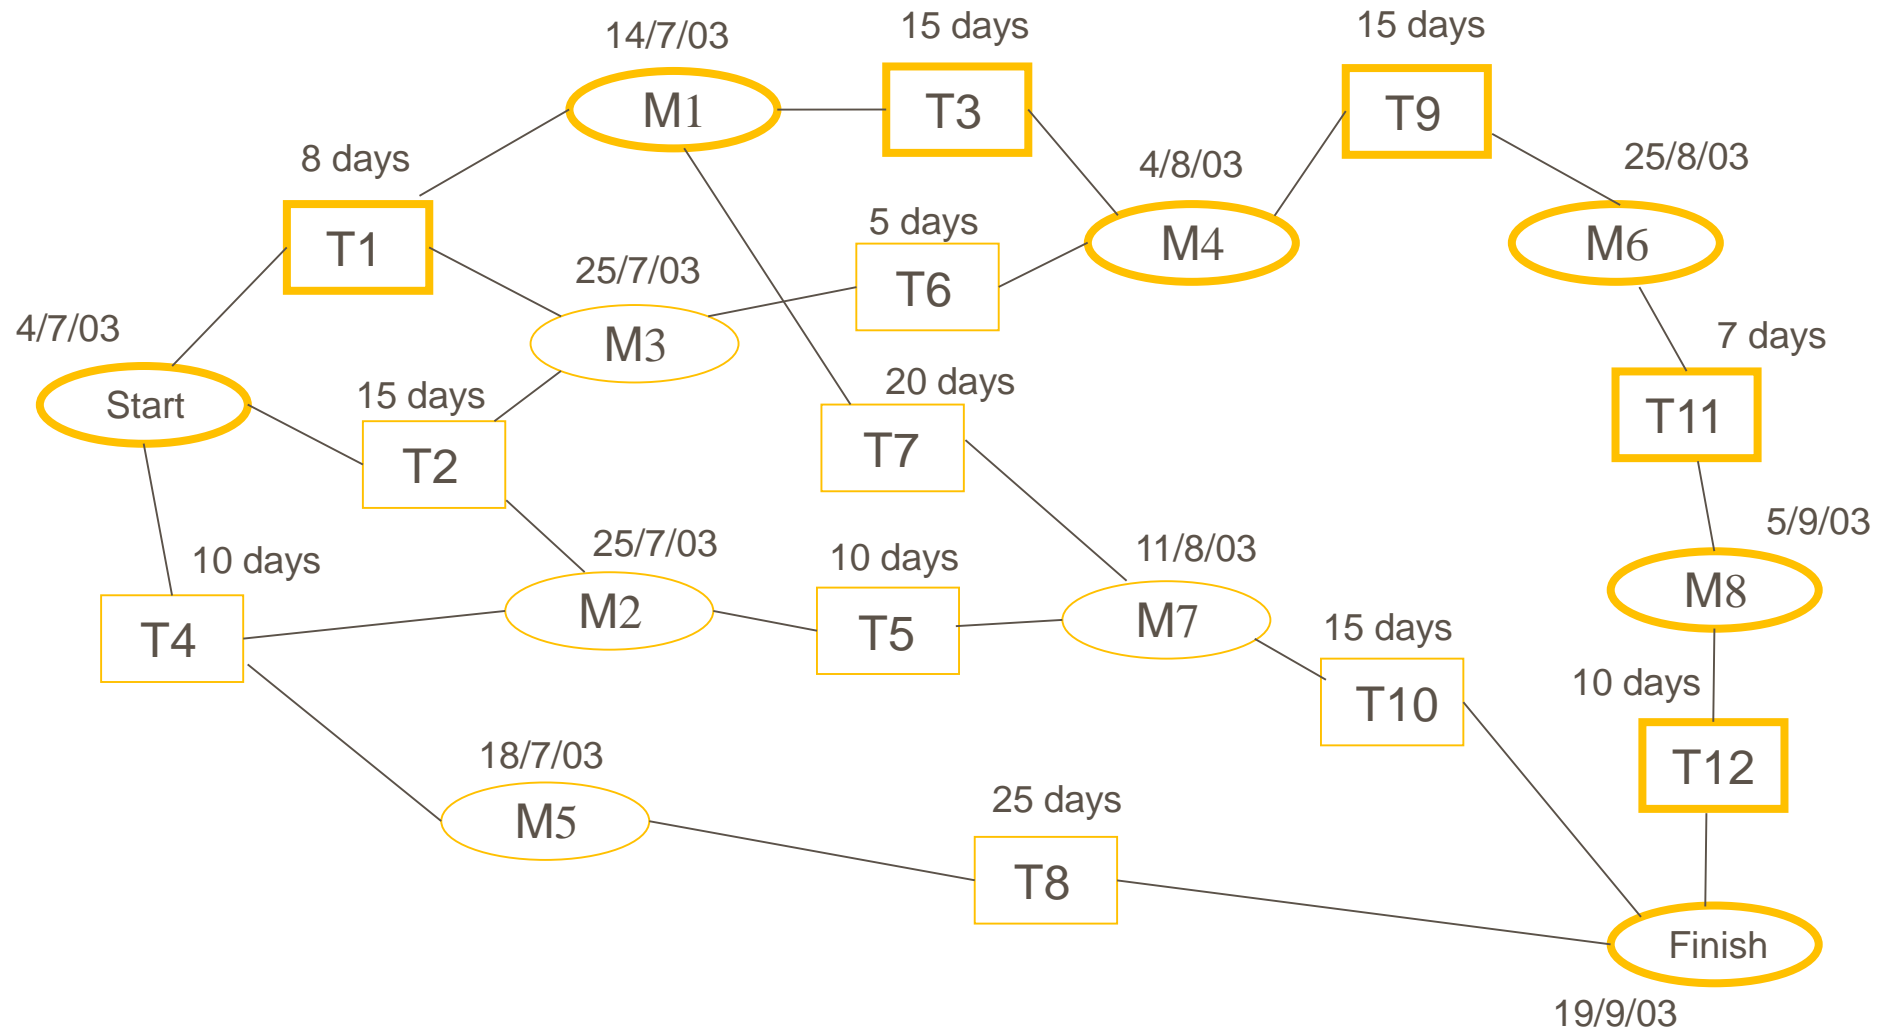 14/7/03
15 days
15 days
M1
T3
T9
8 days
4/8/03
25/8/03
T1
5 days
M4
M6
25/7/03
T6
4/7/03
M3
7 days
Start
15 days
20 days
T11
T2
T7
5/9/03
10 days
25/7/03
10 days
11/8/03
M8
T4
M2
T5
M7
15 days
10 days
T10
18/7/03
T12
M5
25 days
T8
Finish
19/9/03